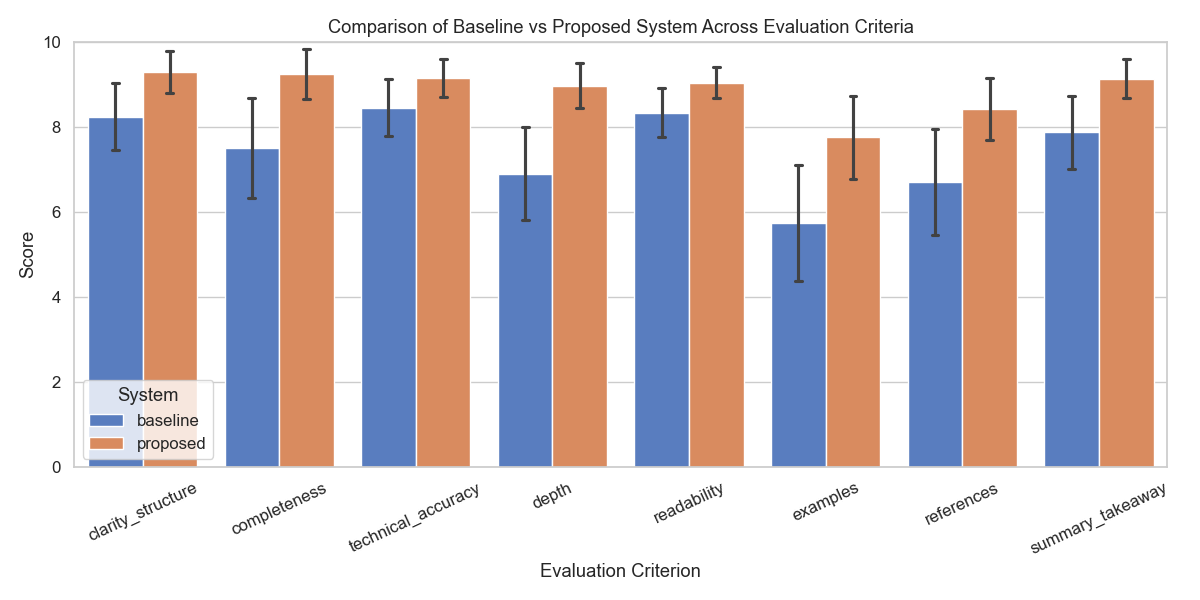 Comparison of Baseline vs Proposed System Across Evaluation Criteria
Score
10
8
6
4
2
0
System
baseline
proposed
clarity_structure
completeness
technical_accuracy
depth
readability
examples
references
summary_takeaway
Evaluation Criterion